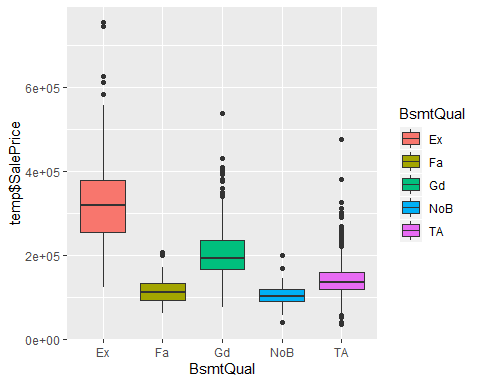 temp$SalePrice
6e+05
4e+05
2e+05
0e+00
Ex
Fa
Gd
NoB
TA
BsmtQual
BsmtQual
Ex
Fa
Gd
NoB
TA